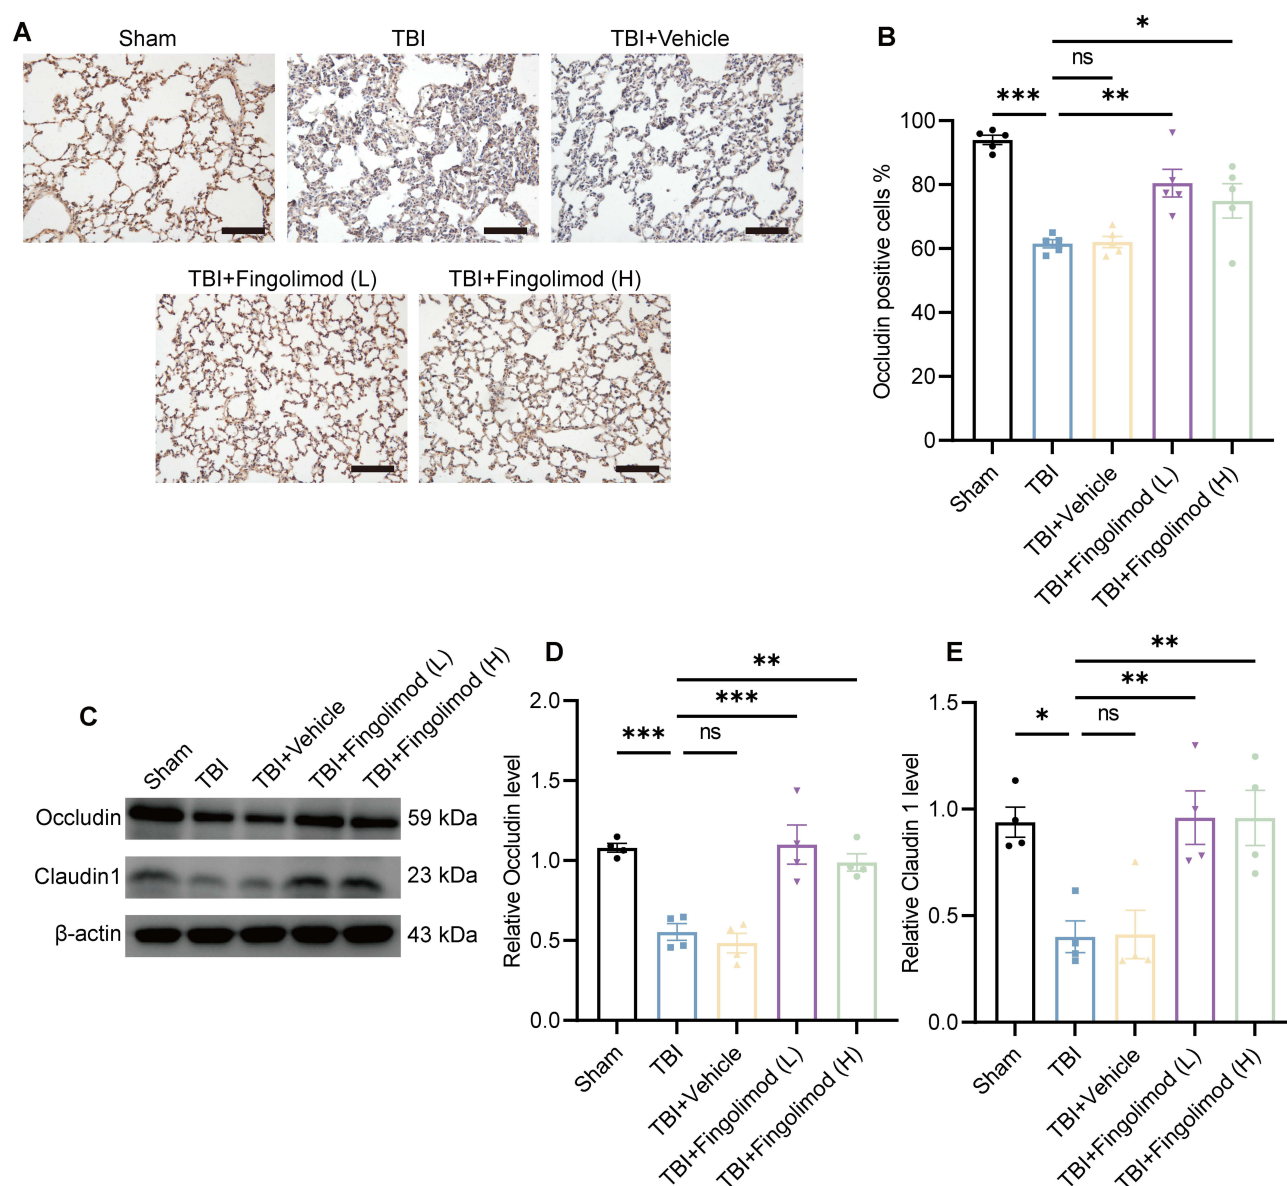 A
Sham
TBI
TBI+Vehicle
TBI+Fingolimod (L)
TBI+Fingolimod (H)
B
*
ns
***
**
Occludin positive cells %
100
80
60
40
20
0
Sham
TBI
TBI+Vehicle
TBI+Fingolimod (L)
TBI+Fingolimod (H)
C
Sham
TBI
TBI+Vehicle
TBI+Fingolimod (L)
TBI+Fingolimod (H)
Occludin
59 kDa
Claudin1
23 kDa
β-actin
43 kDa
D
**
***
***
ns
Relative Occludin level
2.0
1.5
1.0
0.5
0.0
Sham
TBI
TBI+Vehicle
TBI+Fingolimod (L)
TBI+Fingolimod (H)
E
**
**
*
ns
Relative Claudin 1 level
1.5
1.0
0.5
0.0
Sham
TBI
TBI+Vehicle
TBI+Fingolimod (L)
TBI+Fingolimod (H)